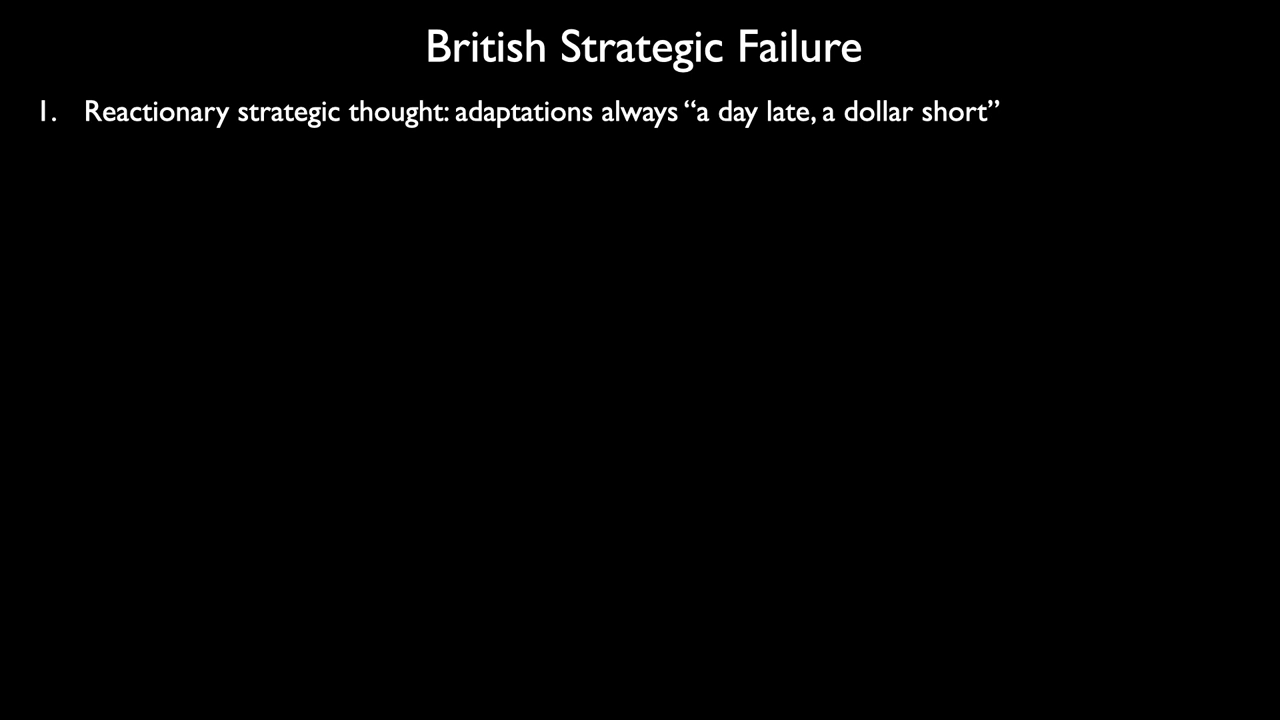 British Strategic Failure
1. Reactionary strategic thought: adaptations always “a day late, a dollar short”